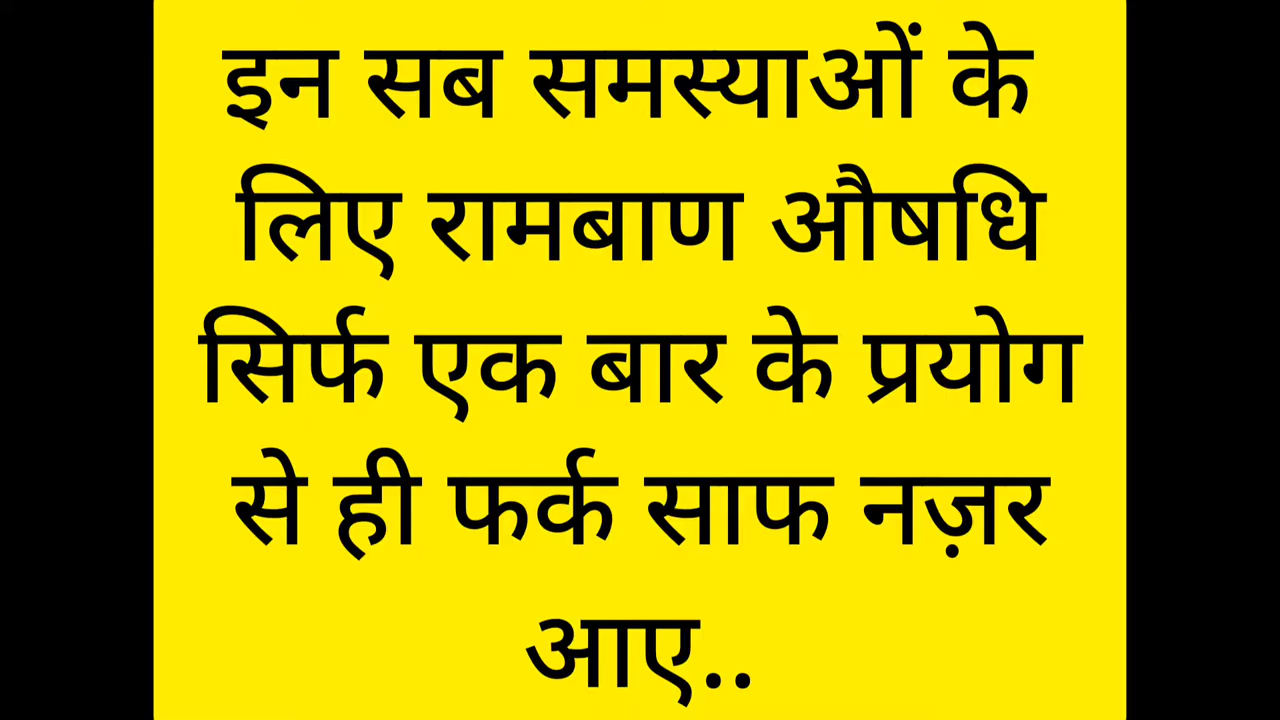 इन सब समस्याओं के
लिए रामबाण औषधि
सिर्फ एक बार के प्रयोग
से ही फर्क साफ नज़र
आए..